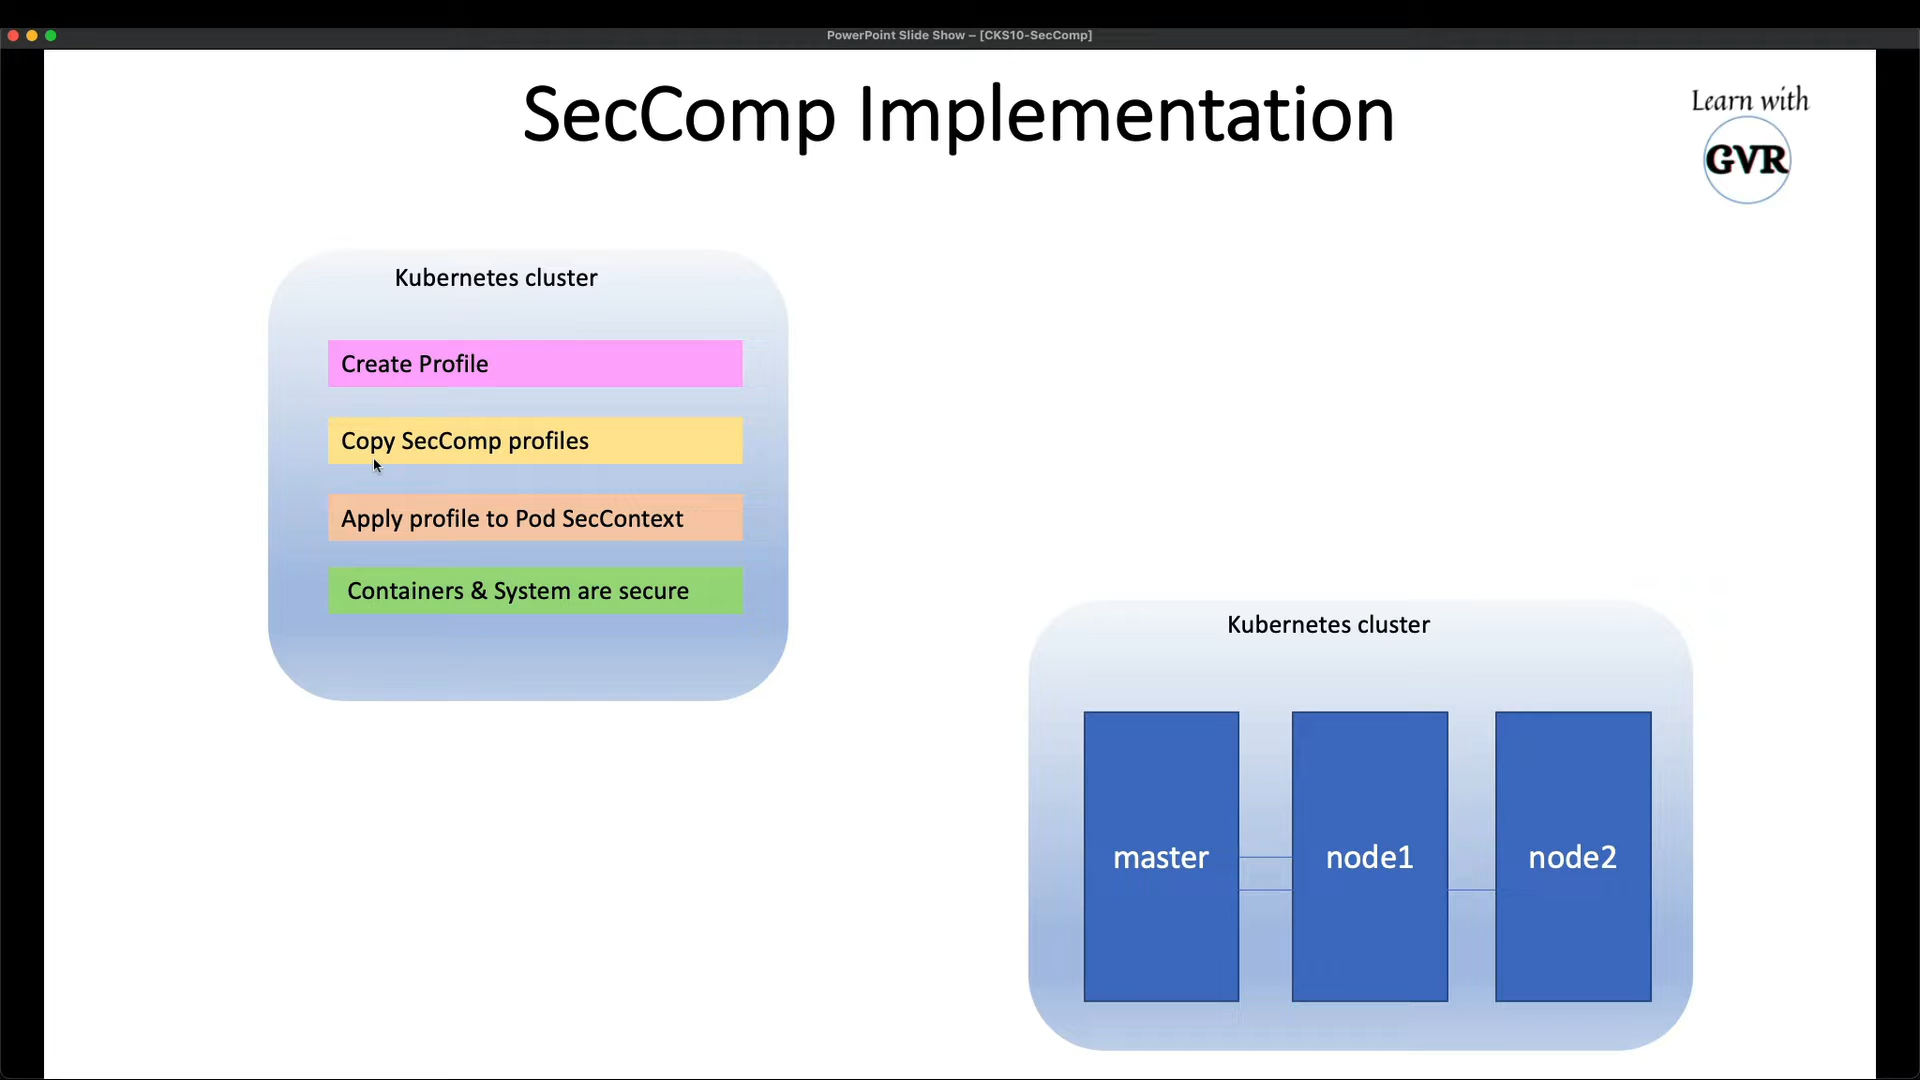 PowerPoint Slide Show – [CKS10-SecComp]
SecComp Implementation
Learn with
GVR
Kubernetes cluster
Create Profile
Copy SecComp profiles
Apply profile to Pod SecContext
Containers & System are secure
Kubernetes cluster
master
node1
node2